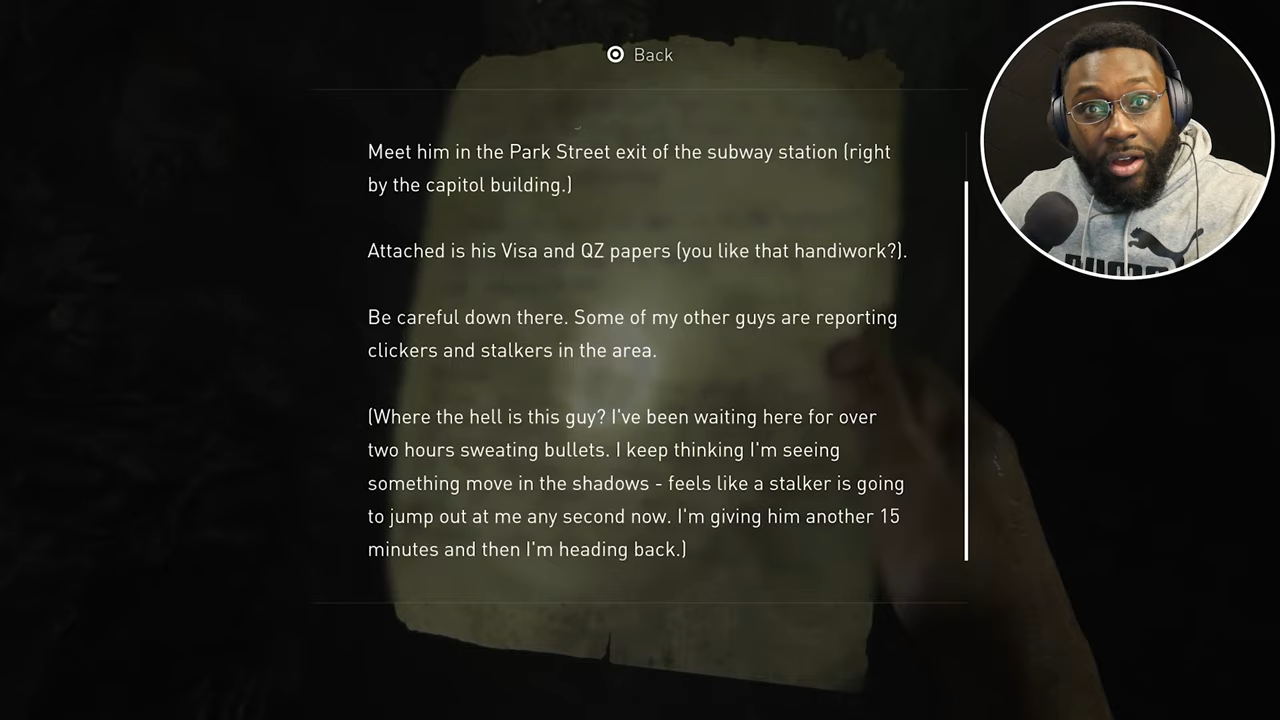 Back
Meet him in the Park Street exit of the subway station (right
by the capitol building.)
Attached is his Visa and QZ papers (you like that handiwork?).
Be careful down there. Some of my other guys are reporting
clickers and stalkers in the area.
(Where the hell is this guy? I've been waiting here for over
two hours sweating bullets. I keep thinking I'm seeing
something move in the shadows - feels like a stalker is going
to jump out at me any second now. I'm giving him another 15
minutes and then I'm heading back.)